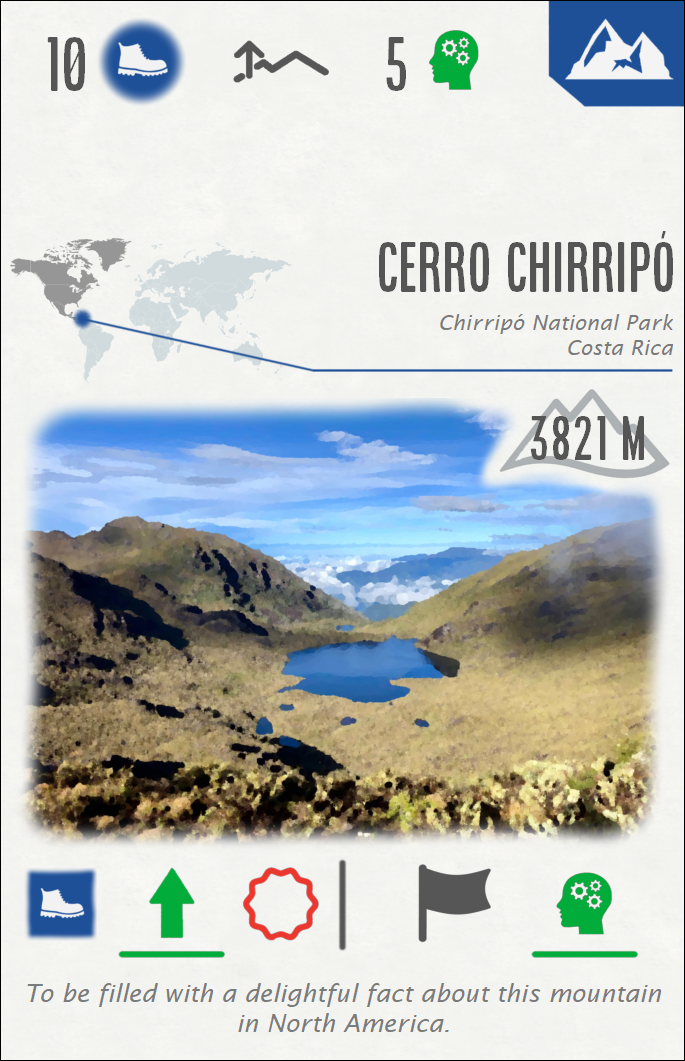 10 5
CERRO CHIRRIPÓ
Chirripó National Park
Costa Rica
3821 M
To be filled with a delightful fact about this mountain
in North America.